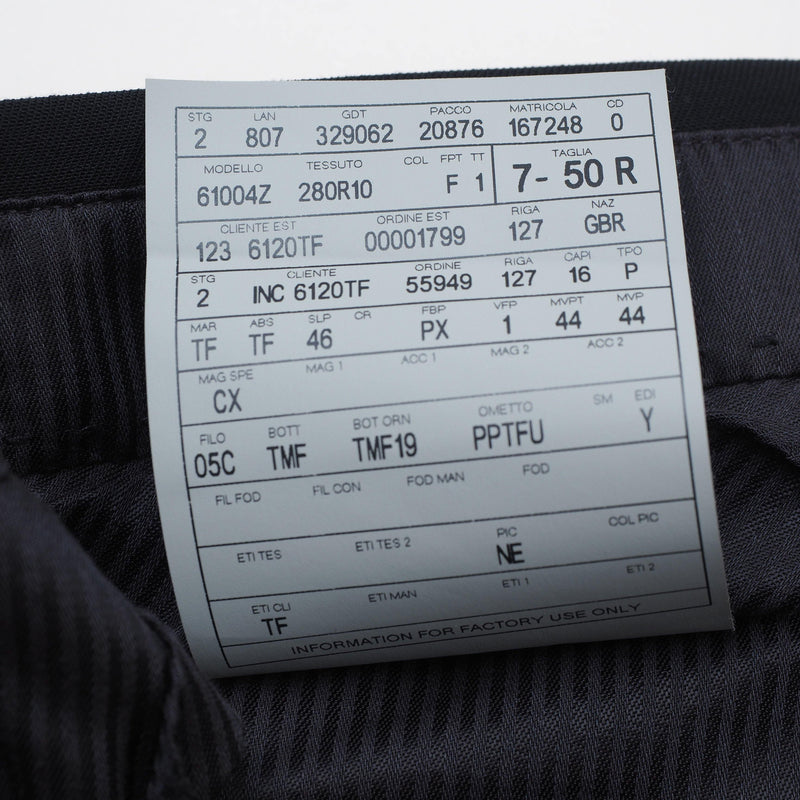 STG LAN GDT PACCO MATRICOLA CD
2 807 329062 20876 167248 0
MODELLO TESSUTO COL FPT TT TAGLIA
61004Z 280R10 F 1 7- 50 R
CLIENTE EST ORDINE EST RIGA NAZ
123 6120TF 00001799 127 GBR
STG CLIENTE ORDINE RIGA CAPI TPO
2 INC 6120TF 55949 127 16 P
MAR ABS SLP CR FBP VFP MVPT MVP
TF TF 46 PX 1 44 44
MAG SPE MAG 1 ACC 1 MAG 2 ACC 2
CX
FILO BOTT BOT ORN OMETTO SM EDI
05C TMF TMF19 PPTFU Y
FIL FOD FIL CON FOD MAN FOD
ETI TES ETI TES 2 PIC COL PIC
NE
ETI CLI ETI MAN ETI 1 ETI 2
TF
INFORMATION FOR FACTORY USE ONLY